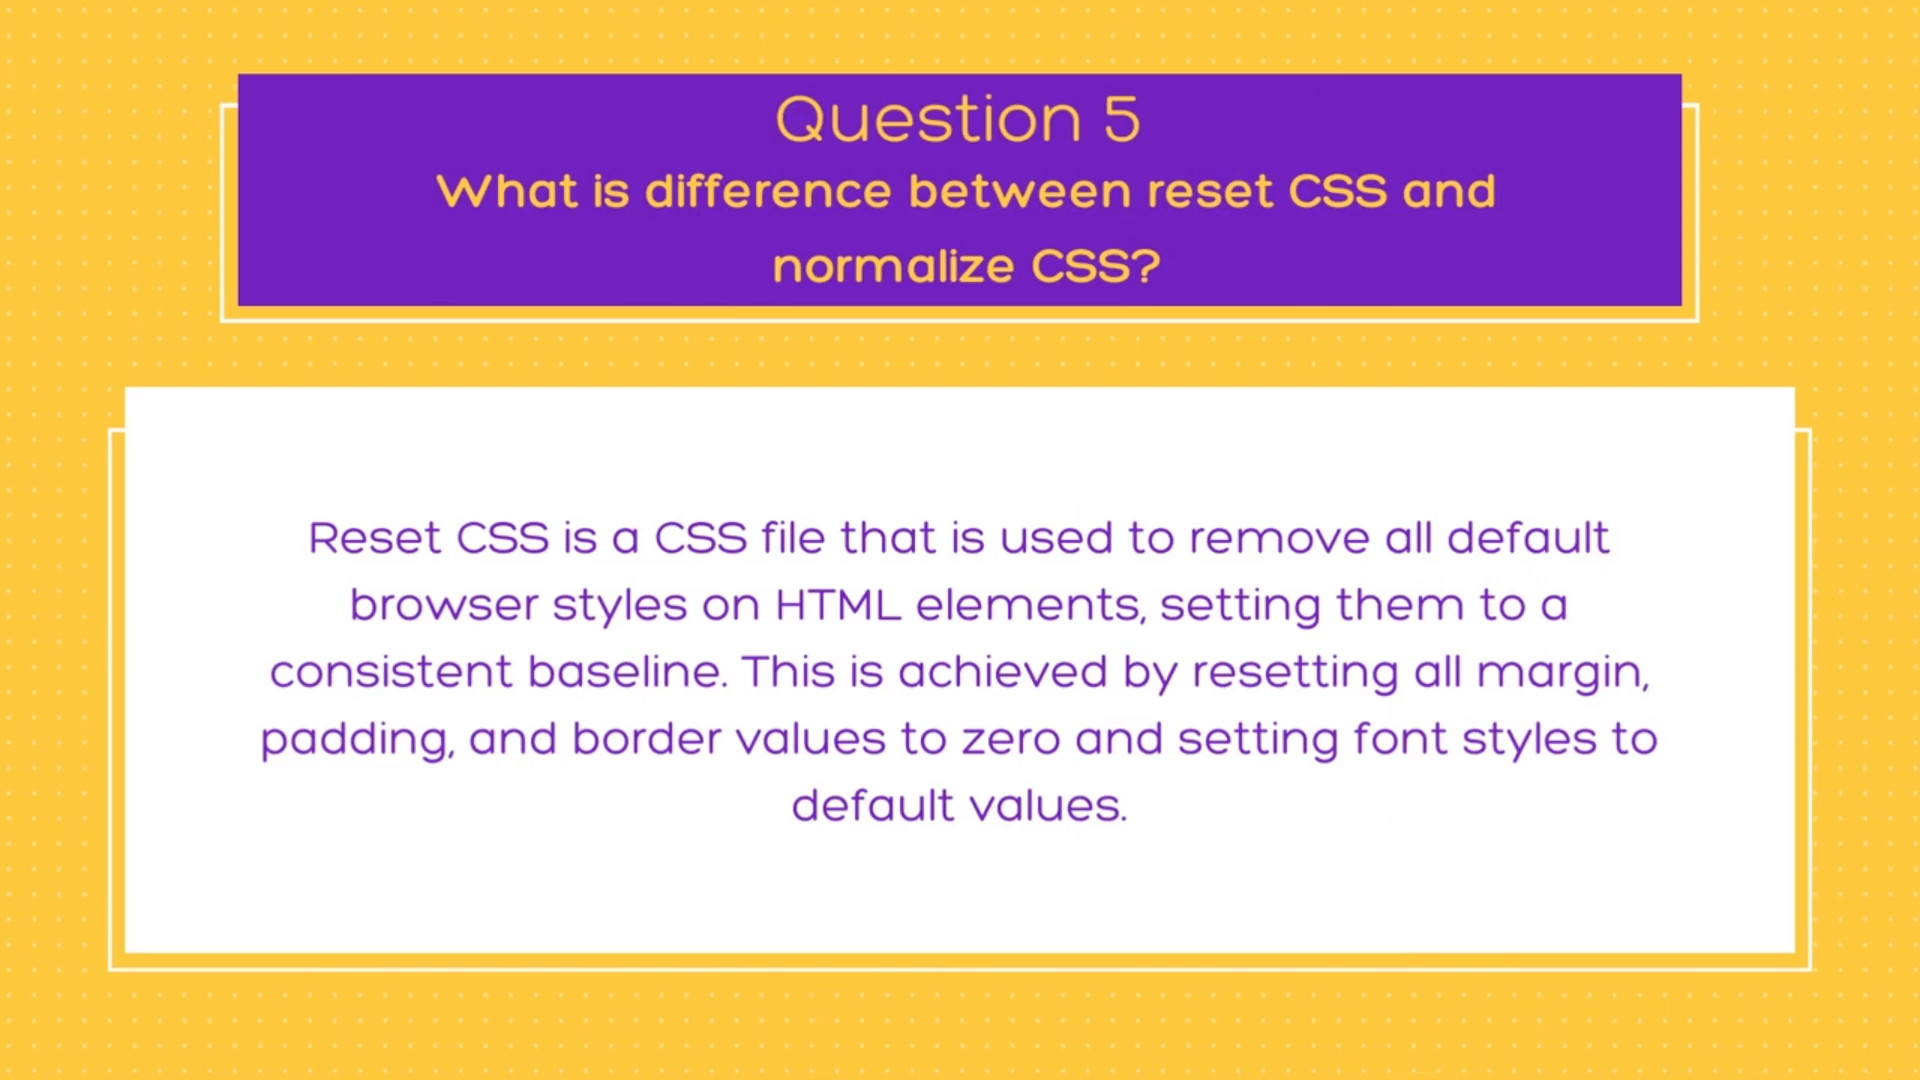 Question 5
What is difference between reset CSS and
normalize CSS?
Reset CSS is a CSS file that is used to remove all default
browser styles on HTML elements, setting them to a
consistent baseline. This is achieved by resetting all margin,
padding, and border values to zero and setting font styles to
default values.